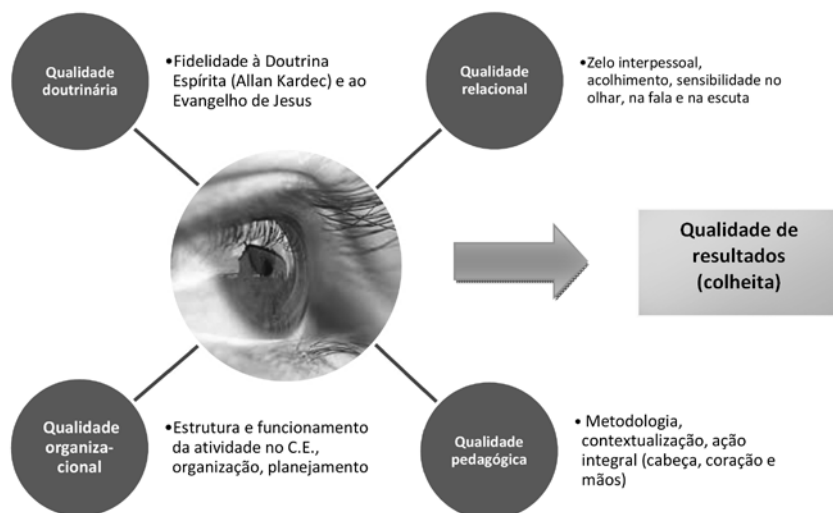 Qualidade
doutrinária
•Fidelidade à Doutrina
Espírita (Allan Kardec) e ao
Evangelho de Jesus
Qualidade
relacional
•Zelo interpessoal,
acolhimento, sensibilidade no
olhar, na fala e na escuta
Qualidade de
resultados
(colheita)
Qualidade
organiza-
cional
•Estrutura e funcionamento
da atividade no C.E.,
organização, planejamento
Qualidade
pedagógica
• Metodologia,
contextualização, ação
integral (cabeça, coração e
mãos)